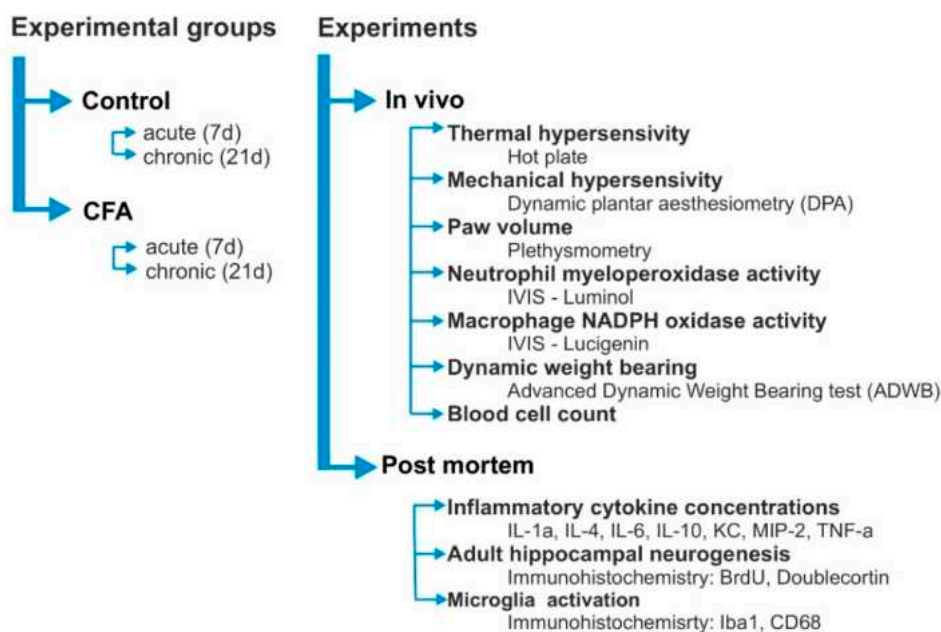 Experimental groups
Control
acute (7d)
chronic (21d)
CFA
acute (7d)
chronic (21d)
Experiments
In vivo
Thermal hypersensivity
Hot plate
Mechanical hypersensivity
Dynamic plantar aesthesiometry (DPA)
Paw volume
Plethysmometry
Neutrophil myeloperoxidase activity
IVIS - Luminol
Macrophage NADPH oxidase activity
IVIS - Lucigenin
Dynamic weight bearing
Advanced Dynamic Weight Bearing test (ADWB)
Blood cell count
Post mortem
Inflammatory cytokine concentrations
IL-1a, IL-4, IL-6, IL-10, KC, MIP-2, TNF-a
Adult hippocampal neurogenesis
Immunohistochemistry: BrdU, Doublecortin
Microglia activation
Immunohistochemisrty: Iba1, CD68